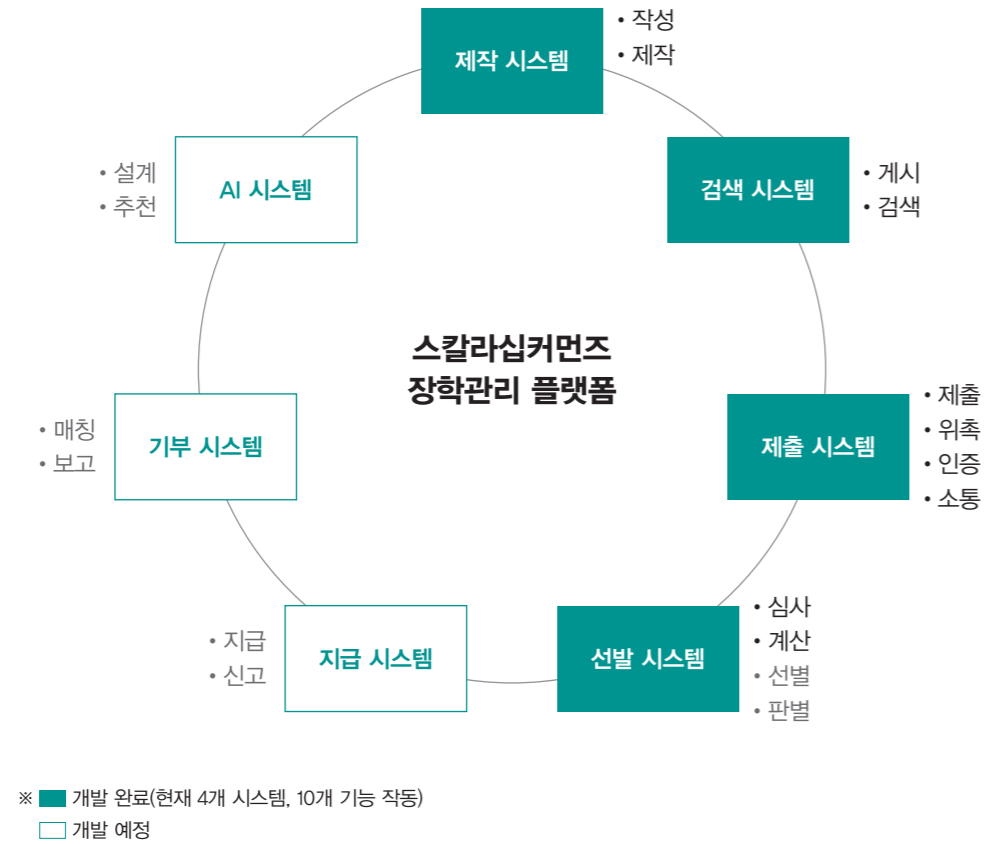 제작 시스템
• 작성
• 제작
검색 시스템
• 게시
• 검색
제출 시스템
• 제출
• 위촉
• 인증
• 소통
선발 시스템
• 심사
• 계산
• 선별
• 판별
지급 시스템
• 지급
• 신고
기부 시스템
• 매칭
• 보고
AI 시스템
• 설계
• 추천
스칼라십커먼즈
장학관리 플랫폼
※ 개발 완료(현재 4개 시스템, 10개 기능 작동)
개발 예정